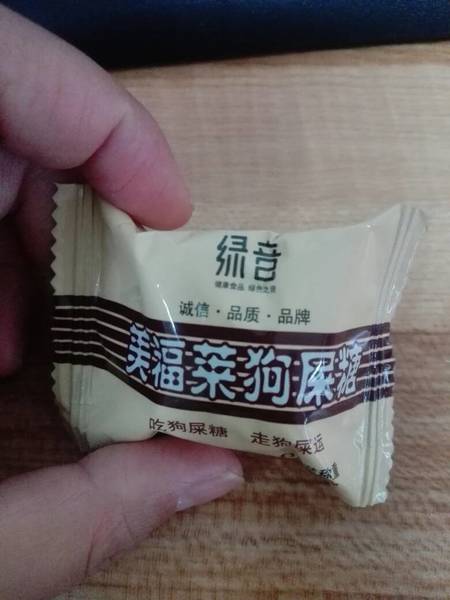 绿音
健康食品 绿色之音
诚信·品质·品牌
美福莱狗屎糖
吃狗屎糖 走狗屎运